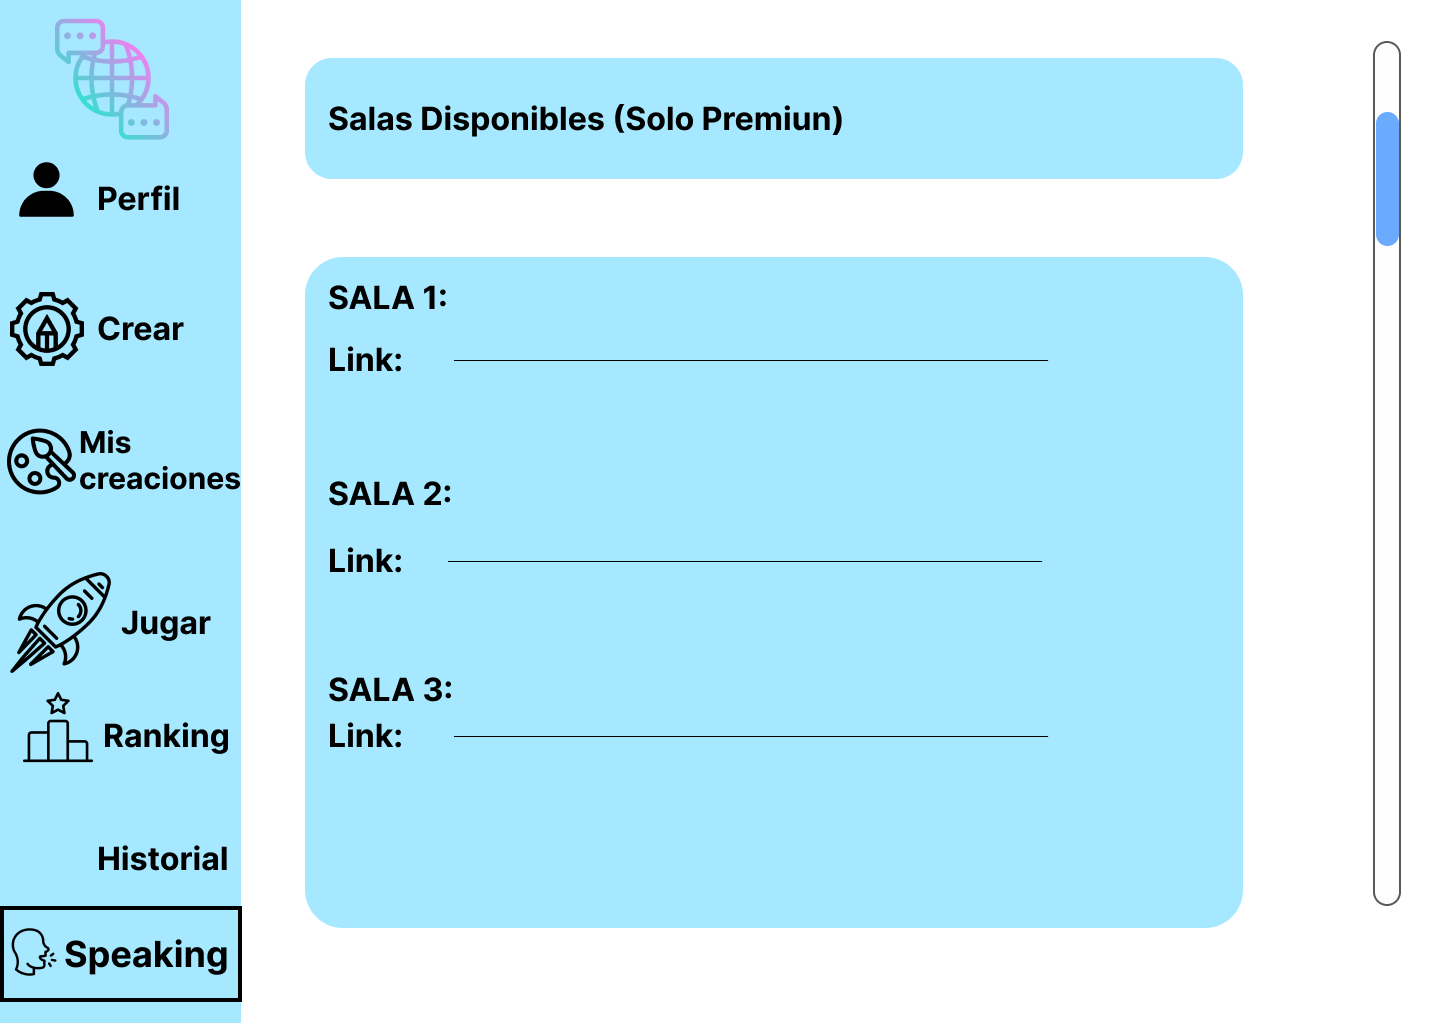 Perfil
Crear
Mis
creaciones
Jugar
Ranking
Historial
Speaking
Salas Disponibles (Solo Premiun)
SALA 1:
Link:
SALA 2:
Link:
SALA 3:
Link: